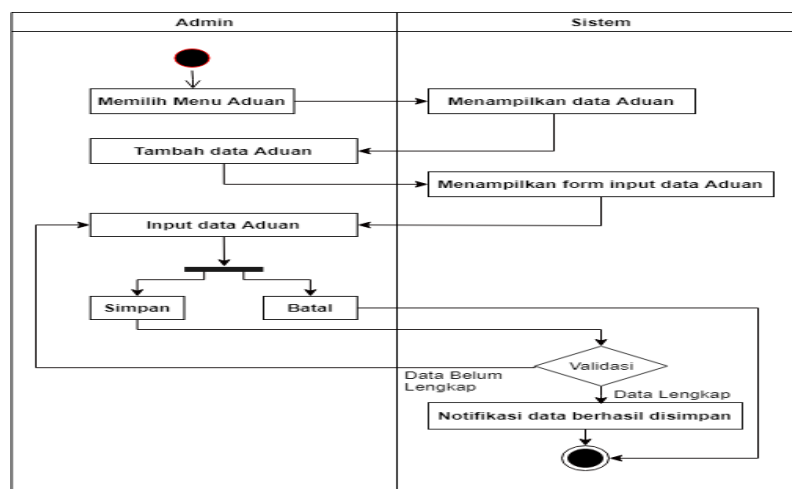 Admin
Sistem
Memilih Menu Aduan
Menampilkan data Aduan
Tambah data Aduan
Menampilkan form input data Aduan
Input data Aduan
Simpan
Batal
Validasi
Data Belum
Lengkap
Data Lengkap
Notifikasi data berhasil disimpan